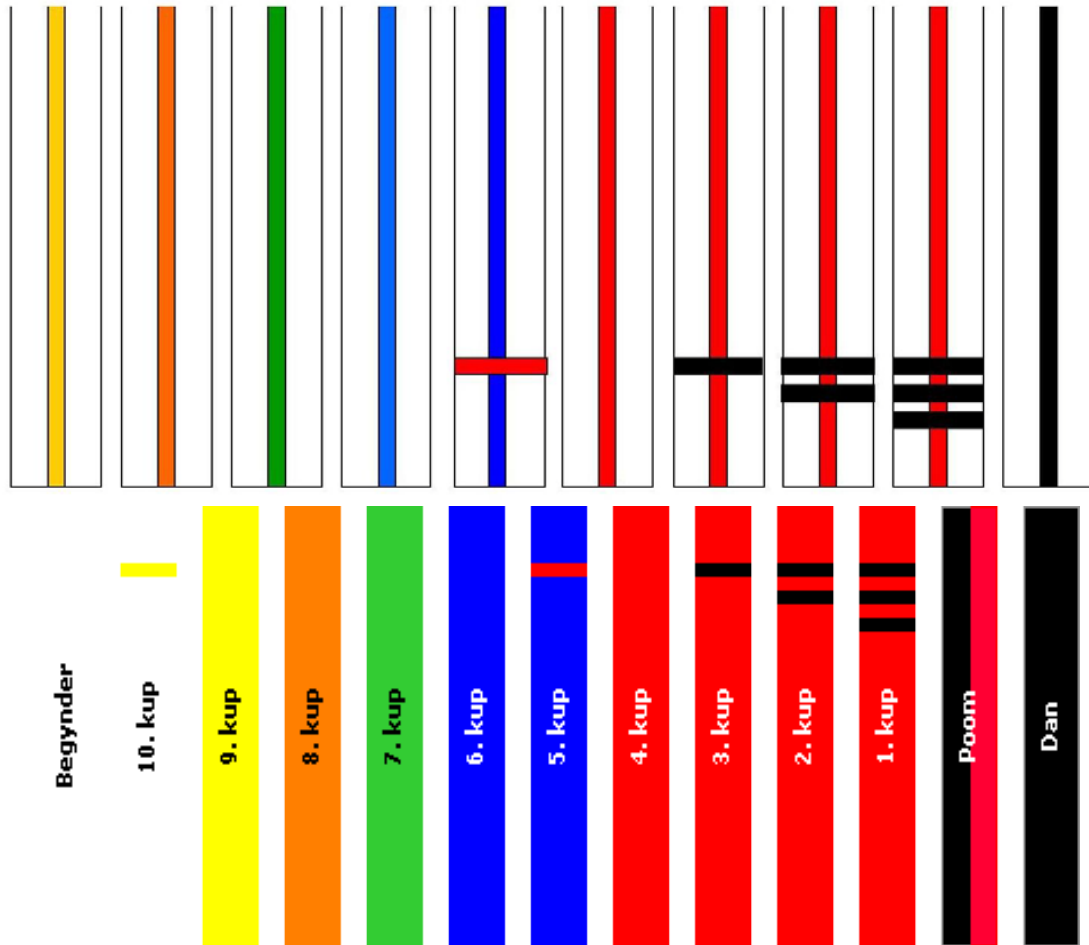 Begynder
10. kup
9. kup
8. kup
7. kup
6. kup
5. kup
4. kup
3. kup
2. kup
1. kup
Poom
Dan